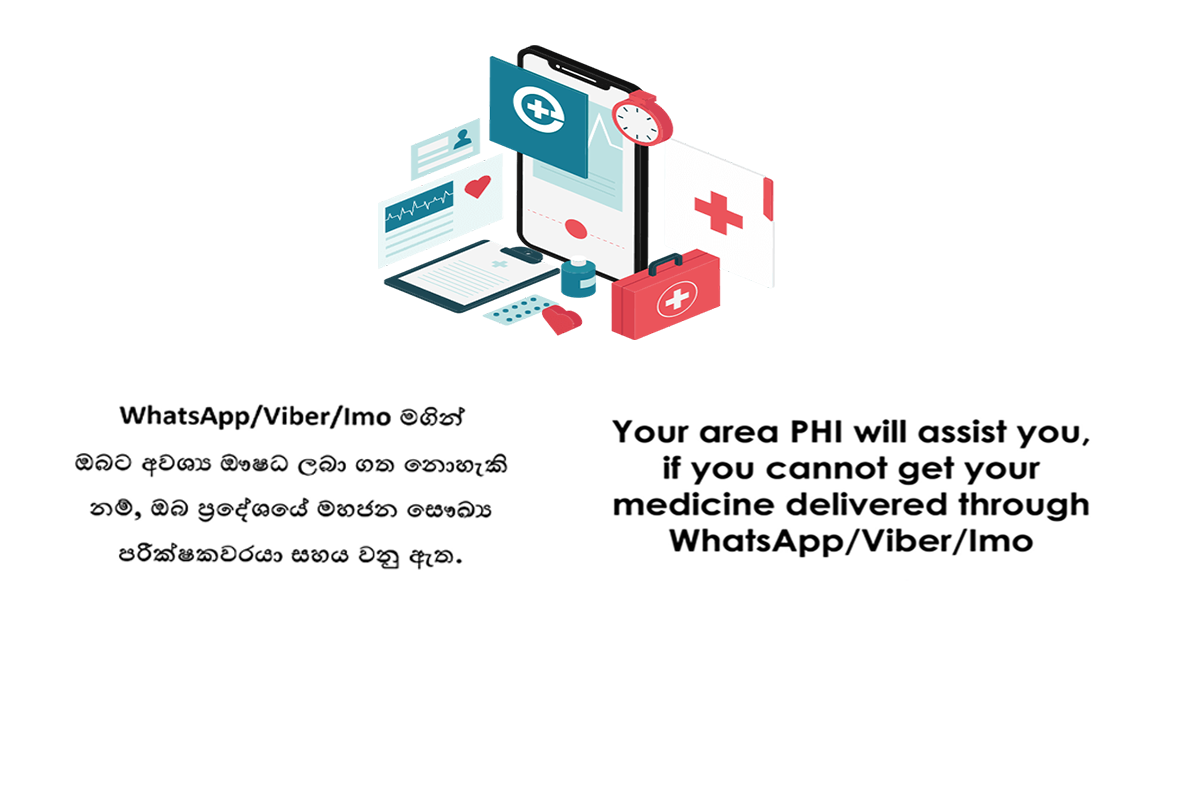 WhatsApp/Viber/Imo මගින්
ඔබට අවශ්‍ය ඖෂධ ලබා ගත නොහැකි
නම්, ඔබ ප්‍රදේශයේ මහජන සෞඛ්‍ය
පරීක්ෂකවරයා සහය වනු ඇත.
Your area PHI will assist you,
if you cannot get your
medicine delivered through
WhatsApp/Viber/Imo